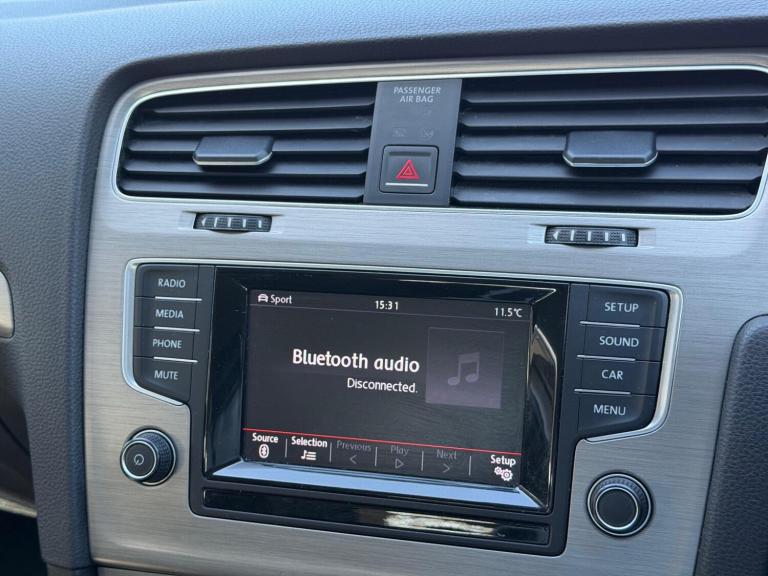 PASSENGER
AIR BAG
RADIO
MEDIA
PHONE
MUTE
Sport
15:31
11.5°C
Bluetooth audio
Disconnected.
Source
Selection
Previous
Play
Next
Setup
SETUP
SOUND
CAR
MENU